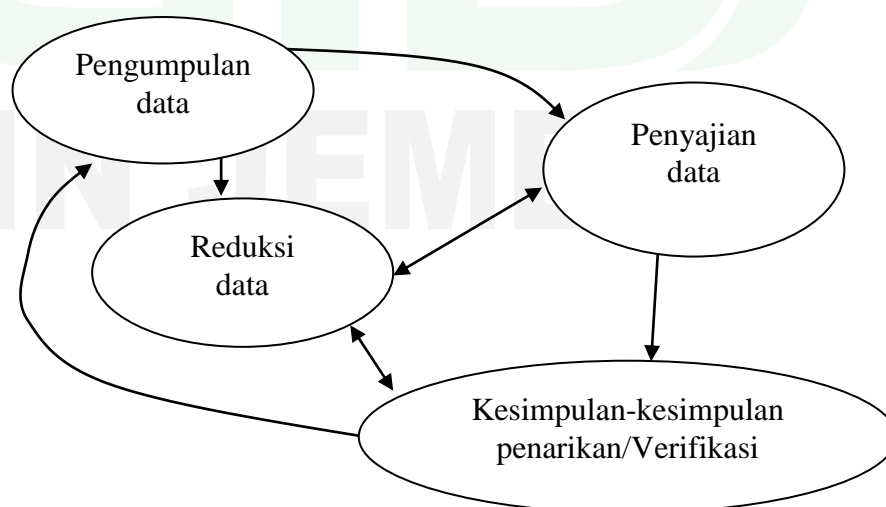 Pengumpulan
data
Penyajian
data
Reduksi
data
Kesimpulan-kesimpulan
penarikan/Verifikasi